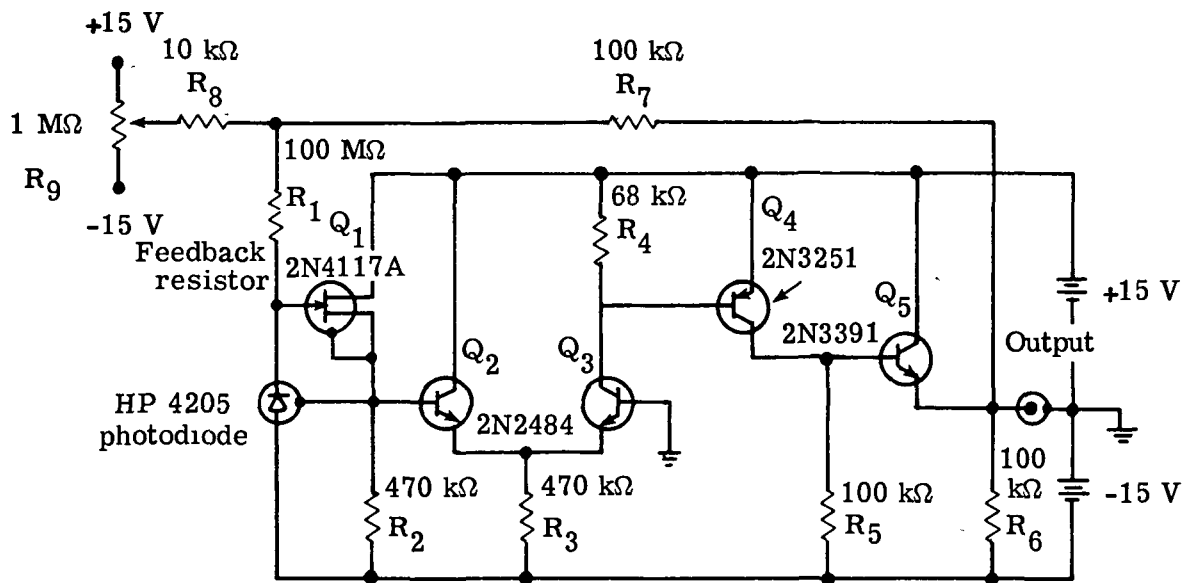 +15 V
10 kΩ
R8
100 kΩ
R7
1 MΩ
R9
-15 V
100 MΩ
R1
Feedback
resistor
Q1
2N4117A
68 kΩ
R4
Q4
2N3251
Q5
+15 V
Q2
Q3
2N3391
Output
HP 4205
photodiode
2N2484
470 kΩ
R2
470 kΩ
R3
100 kΩ
R5
100
kΩ
R6
-15 V